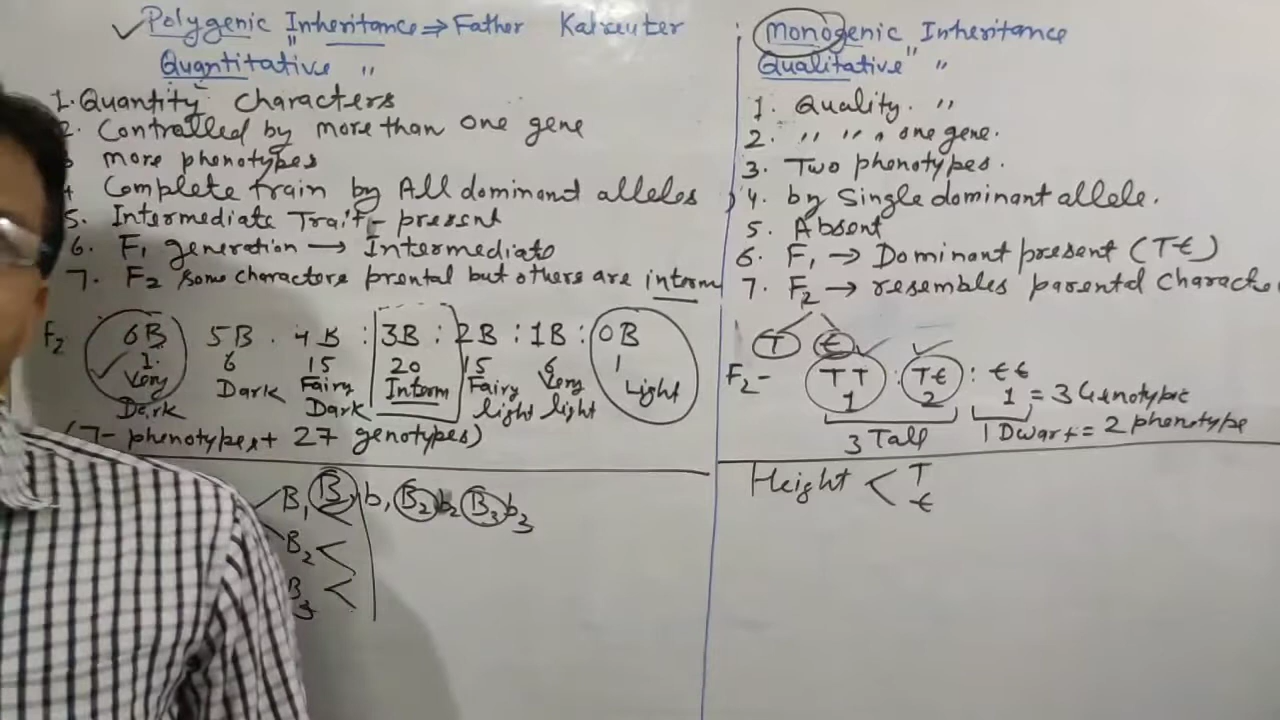 ✓ Polygenic Inheritance ⇒ Father Kalreuter
Quantitative "
1. Quantity characters
2. Contralled by more than one gene
3 more phenotypes
4 Complete train by All dominant alleles
5. Intermediate Trait - present
6. F₁ generation → Intermediato
7. F₂ some characters prental but others are interm
F₂ 6B 5B . 4B : 3B : 2B : 1B : 0B
1. 6 15 20 15 6 1
Very Dark Dark Fairy Dark Interm Fairy light Very light Light
(7- phenotypes + 27 genotypes)
B₁ B₁ b₁ B₂ b₂ B₃ b₃
B₂ <
B₃ <
: Monogenic Inheritance
Qualitative " "
1. Quality. "
2. " " " one gene.
3. Two phenotypes.
4. by Single dominant allele.
5. Absent
6. F₁ → Dominant present (Tt)
7. F₂ → resembles parental Character
T t
F₂ - TT : Tt : tt
1 2 1 = 3 Genotype
3 Tall 1 Dwarf = 2 phenotype
Height < T
t